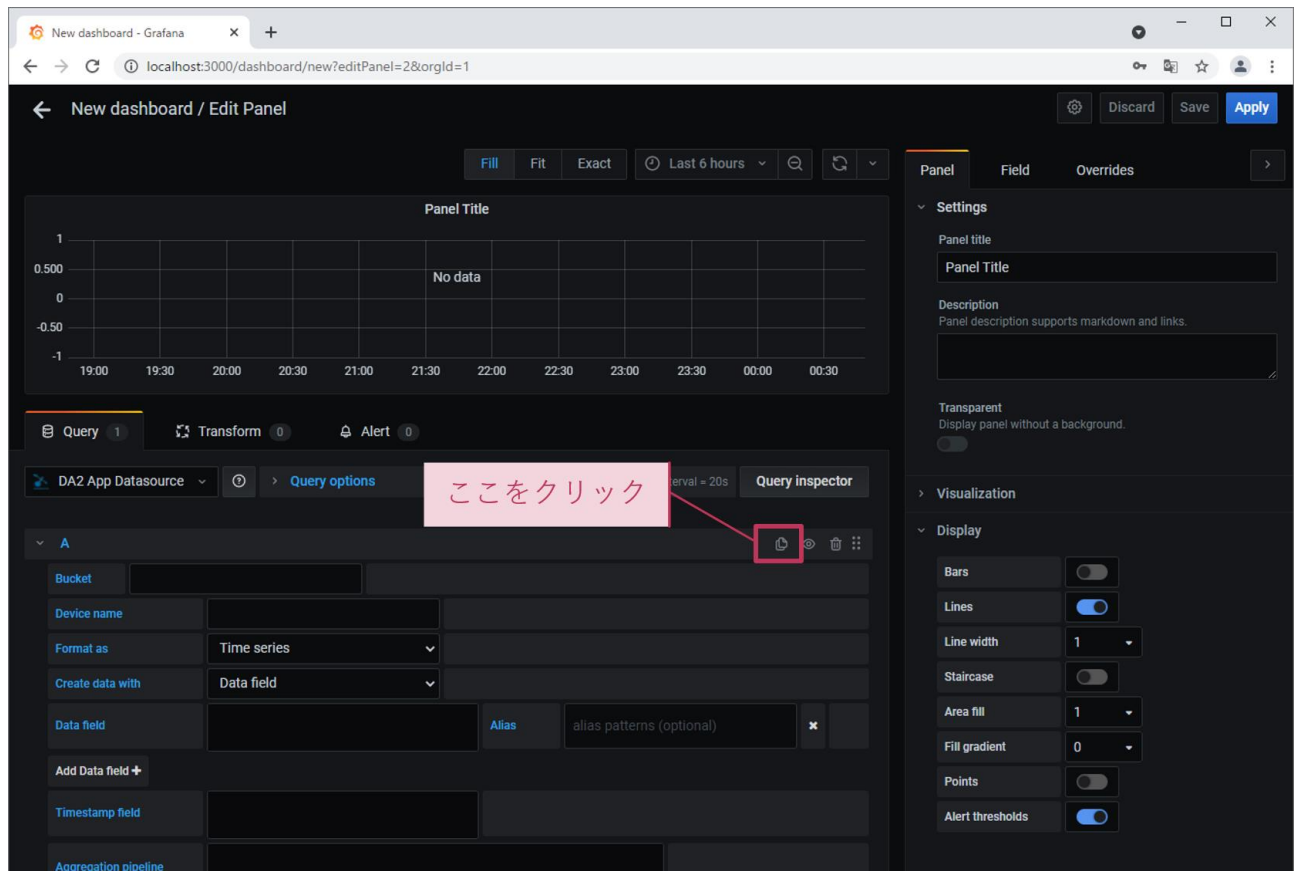 New dashboard - Grafana
localhost:3000/dashboard/new?editPanel=2&orgId=1
New dashboard / Edit Panel
Discard
Save
Apply
Fill
Fit
Exact
Last 6 hours
Panel
Field
Overrides
Panel Title
1
0.500
0
-0.50
-1
No data
19:00
19:30
20:00
20:30
21:00
21:30
22:00
22:30
23:00
23:30
00:00
00:30
Settings
Panel title
Panel Title
Description
Panel description supports markdown and links.
Transparent
Display panel without a background.
Query 1
Transform 0
Alert 0
DA2 App Datasource
Query options
ここをクリック
= 20s
Query inspector
A
Bucket
Device name
Format as
Time series
Create data with
Data field
Data field
Alias
alias patterns (optional)
Add Data field
Timestamp field
Aggregation pipeline
Visualization
Display
Bars
Lines
Line width
1
Staircase
Area fill
1
Fill gradient
0
Points
Alert thresholds